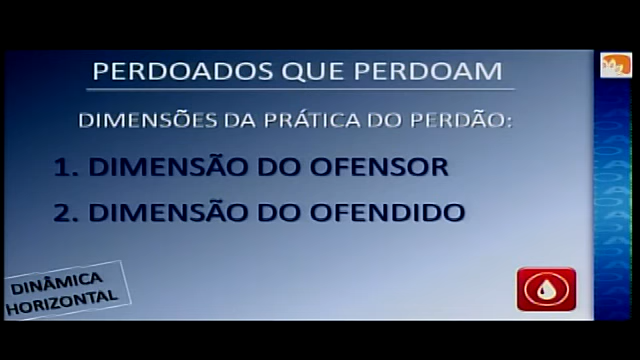 PERDOADOS QUE PERDOAM
DIMENSÕES DA PRÁTICA DO PERDÃO:
1. DIMENSÃO DO OFENSOR
2. DIMENSÃO DO OFENDIDO
DINÂMICA
HORIZONTAL